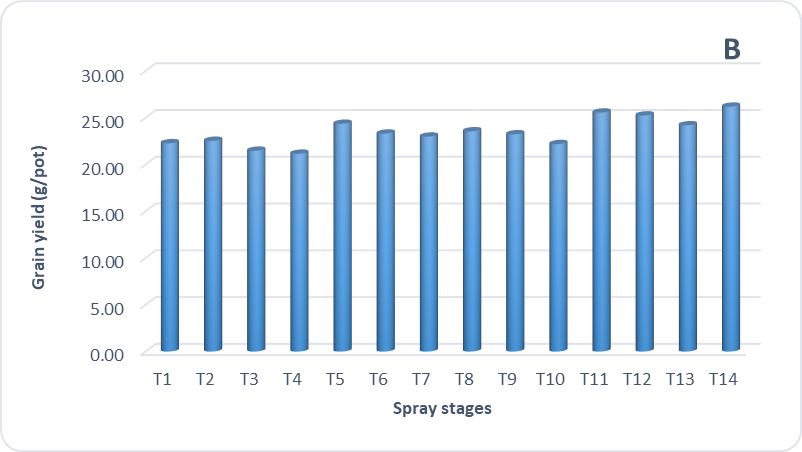 B
30.00
25.00
20.00
15.00
10.00
5.00
0.00
Grain yield (g/pot)
T1 T2 T3 T4 T5 T6 T7 T8 T9 T10 T11 T12 T13 T14
Spray stages